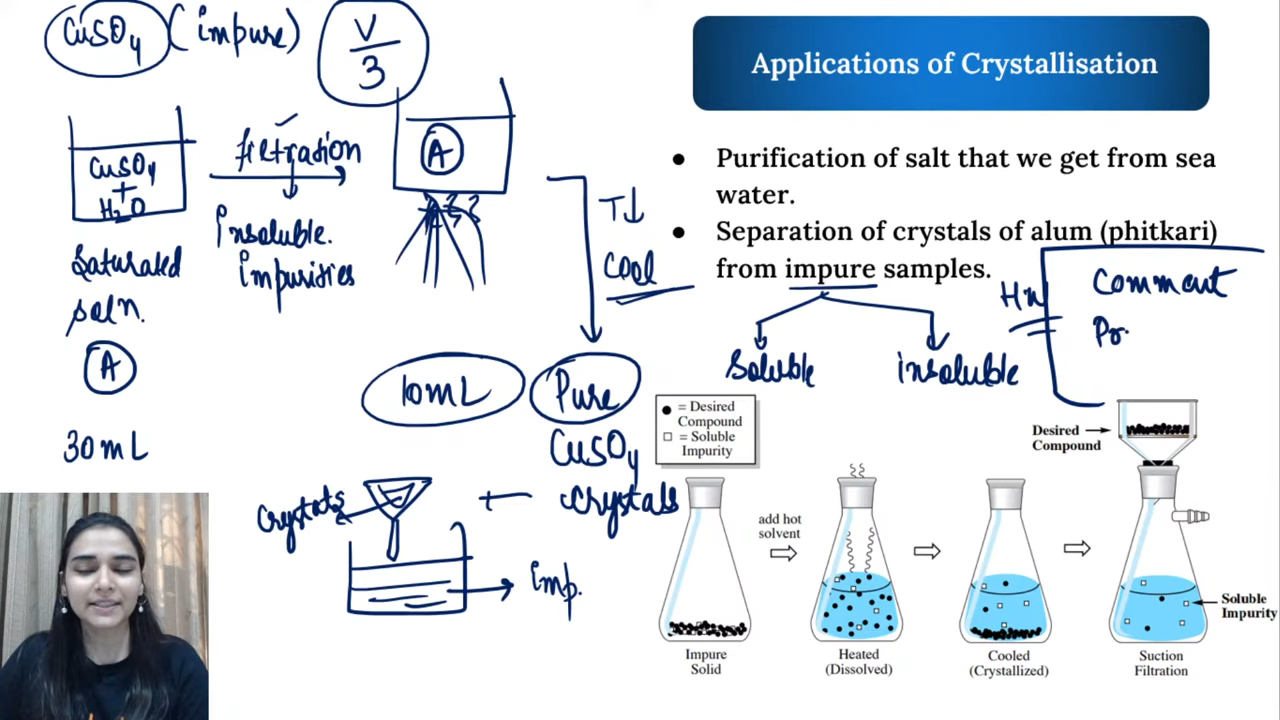 CuSO4 (impure)
V
3
CuSO4
+
H2O
Saturated
soln.
A
30mL
filtration
Insoluble.
impurities
A
T↓
Cool
10mL
Pure
CuSO4
crystals
crystals
imp.
Applications of Crystallisation
● Purification of salt that we get from sea
water.
● Separation of crystals of alum (phitkari)
from impure samples.
Soluble
insoluble
Hw
Comment
Pr.
● = Desired
Compound
□ = Soluble
Impurity
add hot
solvent
Desired
Compound
Soluble
Impurity
Impure
Solid
Heated
(Dissolved)
Cooled
(Crystallized)
Suction
Filtration